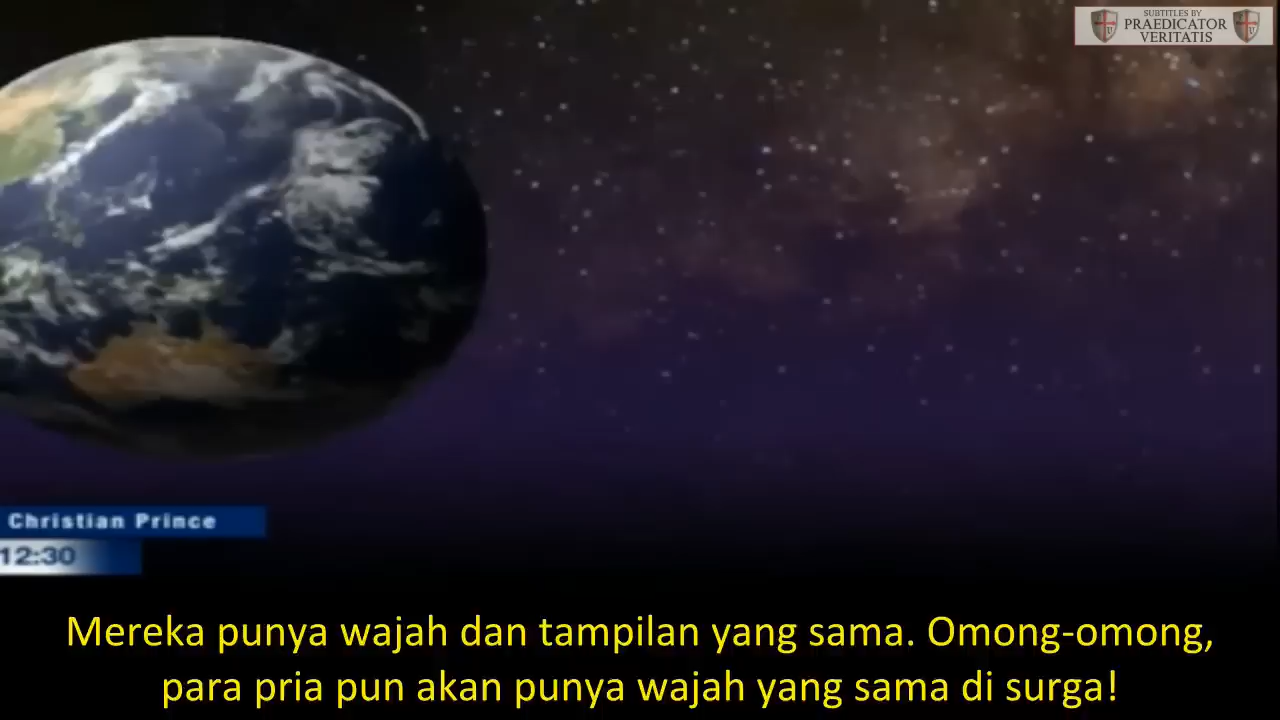 SUBTITLES BY
PRAEDICATOR
VERITATIS
Christian Prince
12:30
Mereka punya wajah dan tampilan yang sama. Omong-omong,
para pria pun akan punya wajah yang sama di surga!